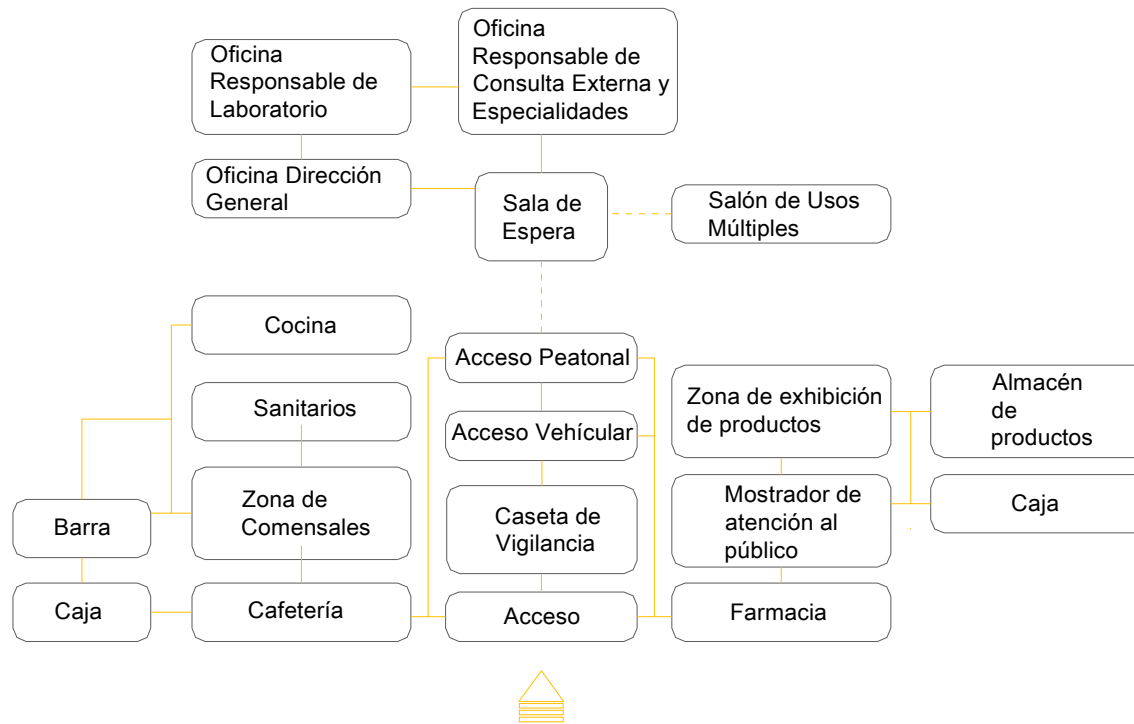 Oficina
Responsable de
Laboratorio
Oficina
Responsable de
Consulta Externa y
Especialidades
Oficina Dirección
General
Sala de
Espera
Salón de Usos
Múltiples
Cocina
Acceso Peatonal
Sanitarios
Acceso Vehícular
Zona de exhibición
de productos
Almacén
de
productos
Barra
Zona de
Comensales
Caseta de
Vigilancia
Mostrador de
atención al
público
Caja
Caja
Cafetería
Acceso
Farmacia